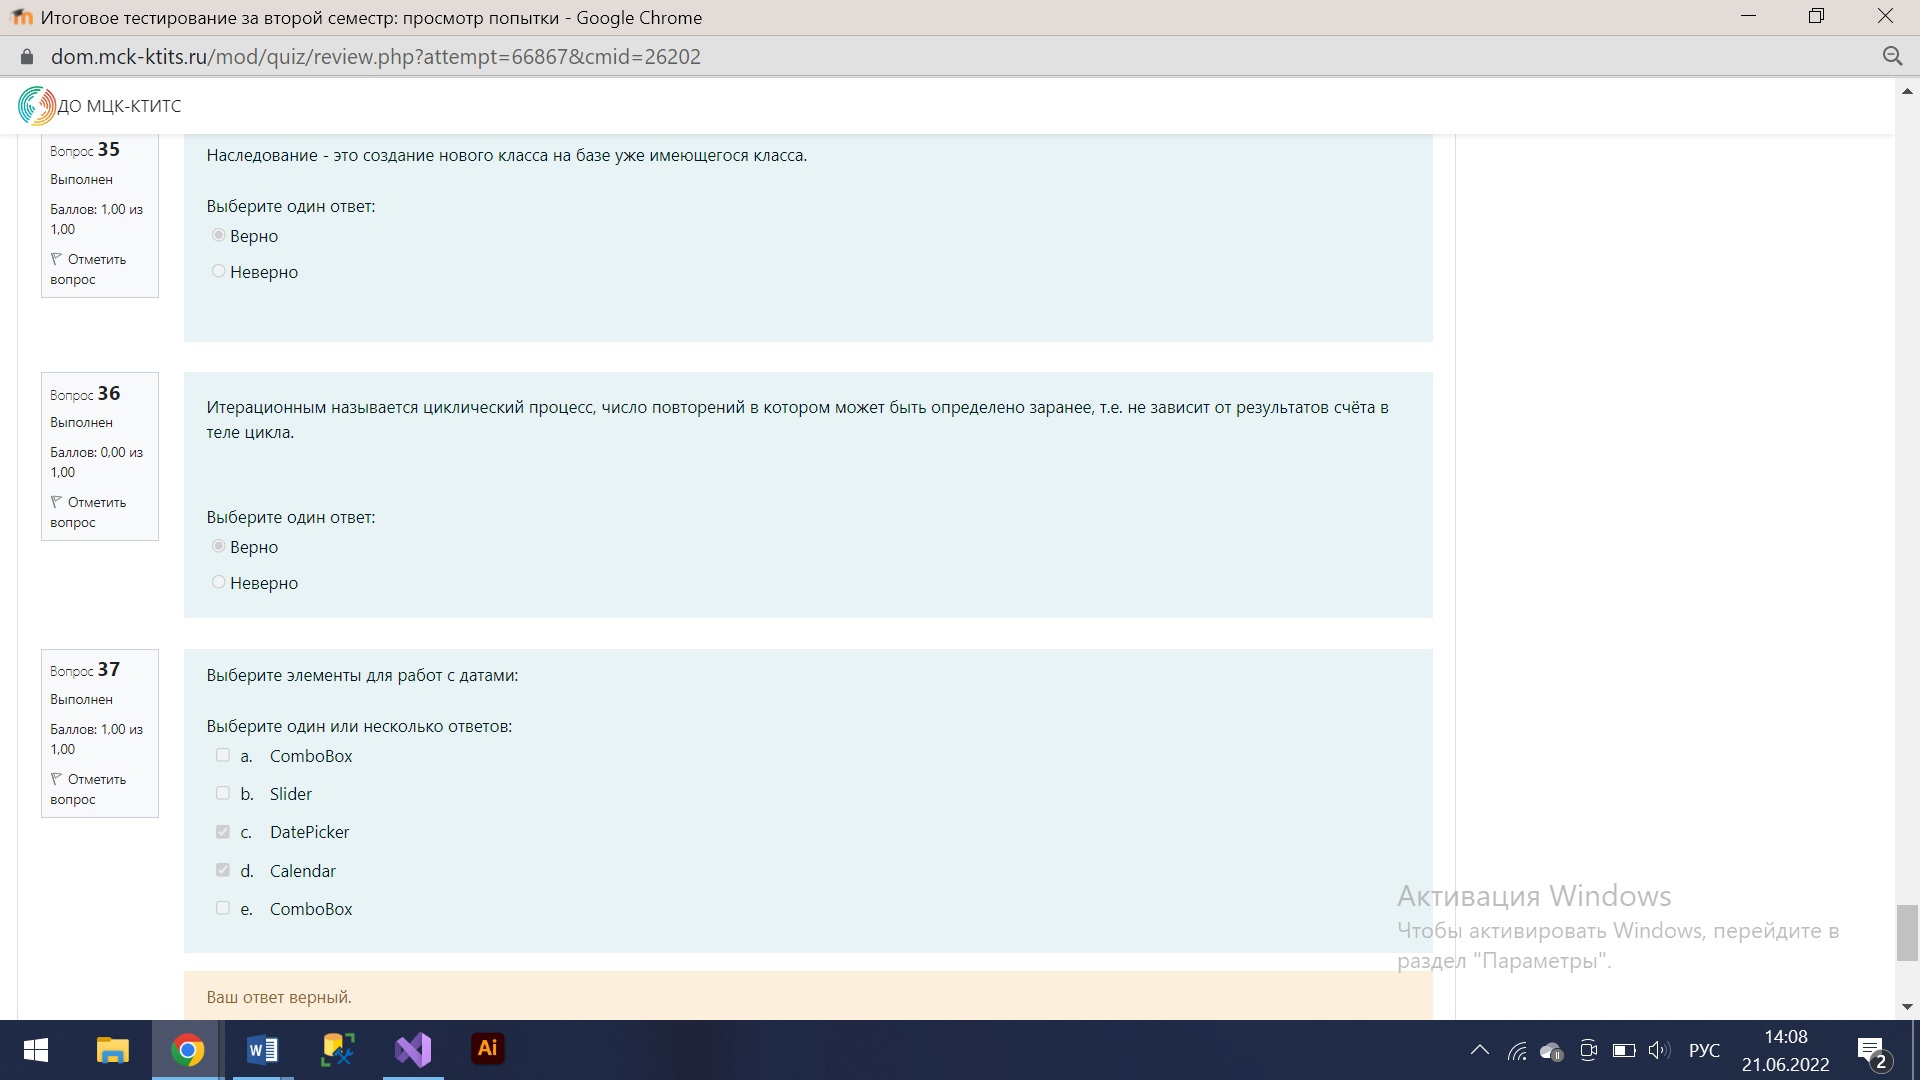 Итоговое тестирование за второй семестр: просмотр попытки - Google Chrome
dom.mck-ktits.ru/mod/quiz/review.php?attempt=66867&cmid=26202
ДО МЦК-КТИТС
Вопрос 35
Выполнен
Баллов: 1,00 из
1,00
Отметить
вопрос
Наследование - это создание нового класса на базе уже имеющегося класса.
Выберите один ответ:
Верно
Неверно
Вопрос 36
Выполнен
Баллов: 0,00 из
1,00
Отметить
вопрос
Итерационным называется циклический процесс, число повторений в котором может быть определено заранее, т.е. не зависит от результатов счёта в
теле цикла.
Выберите один ответ:
Верно
Неверно
Вопрос 37
Выполнен
Баллов: 1,00 из
1,00
Отметить
вопрос
Выберите элементы для работ с датами:
Выберите один или несколько ответов:
a. ComboBox
b. Slider
c. DatePicker
d. Calendar
e. ComboBox
Ваш ответ верный.
Активация Windows
Чтобы активировать Windows, перейдите в
раздел "Параметры".
Ai
РУС
14:08
21.06.2022
2